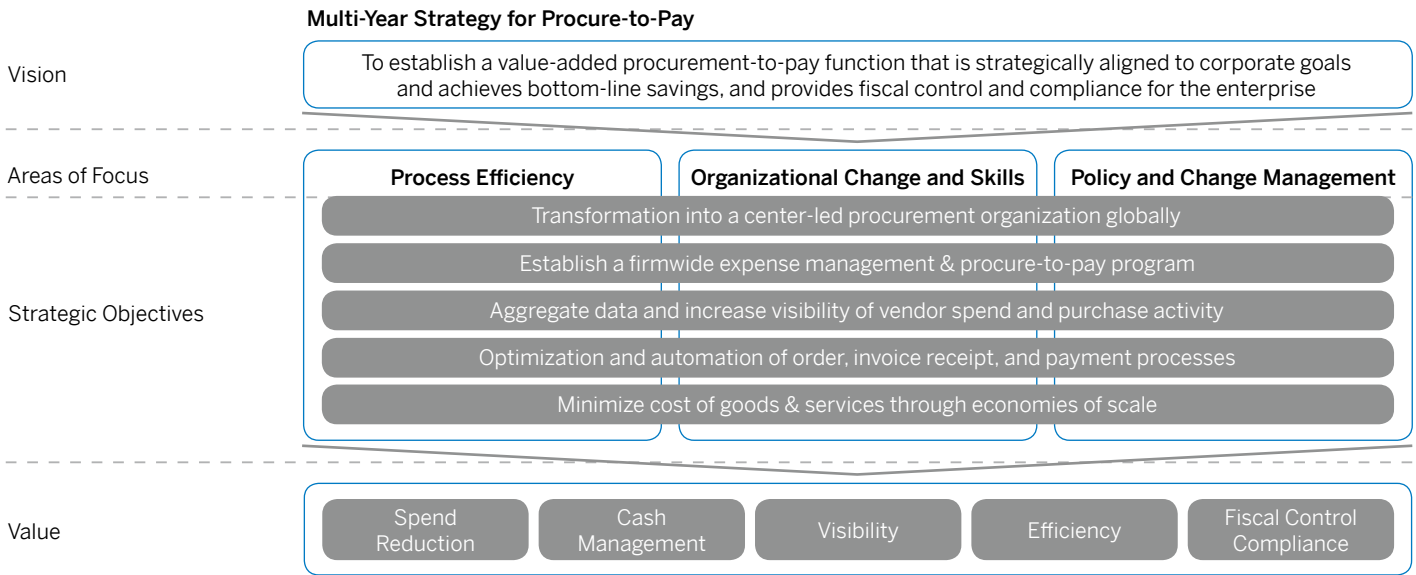 Multi-Year Strategy for Procure-to-Pay
Vision
To establish a value-added procurement-to-pay function that is strategically aligned to corporate goals
and achieves bottom-line savings, and provides fiscal control and compliance for the enterprise
Areas of Focus
Process Efficiency
Organizational Change and Skills
Policy and Change Management
Strategic Objectives
Transformation into a center-led procurement organization globally
Establish a firmwide expense management & procure-to-pay program
Aggregate data and increase visibility of vendor spend and purchase activity
Optimization and automation of order, invoice receipt, and payment processes
Minimize cost of goods & services through economies of scale
Value
Spend
Reduction
Cash
Management
Visibility
Efficiency
Fiscal Control
Compliance